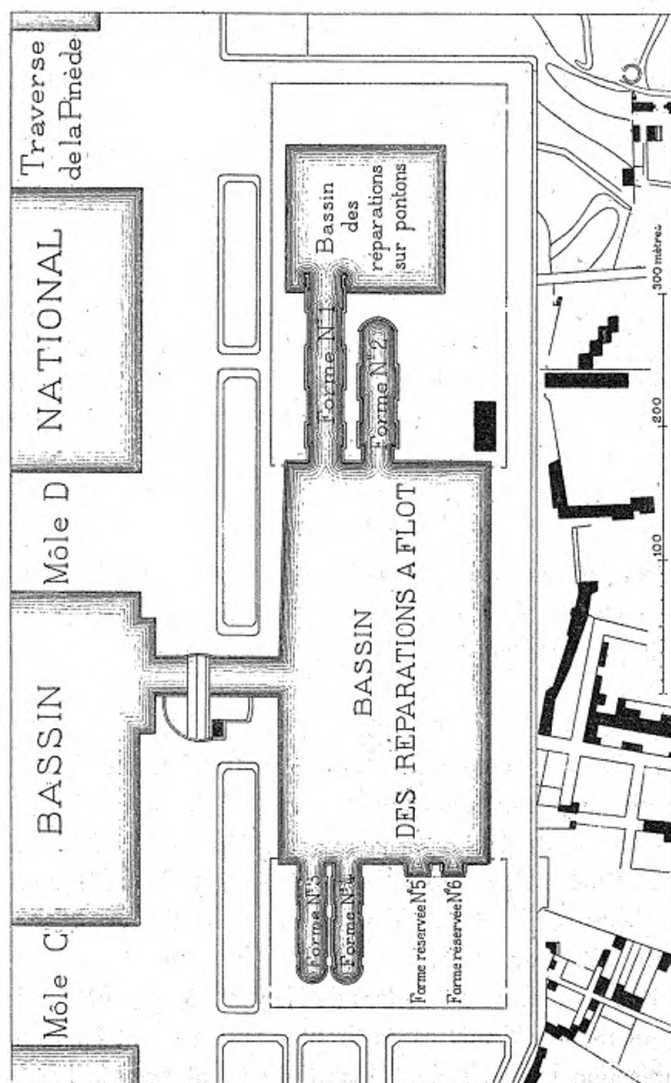 Traverse
de la Pinède
NATIONAL
Môle D
BASSIN
Môle C
Bassin
des
réparations
sur pontons
Forme N°1
Forme N°2
BASSIN
DES RÉPARATIONS A FLOT
Forme N°3
Forme N°4
Forme réservée N°5
Forme réservée N°6
300 mètres
200
100